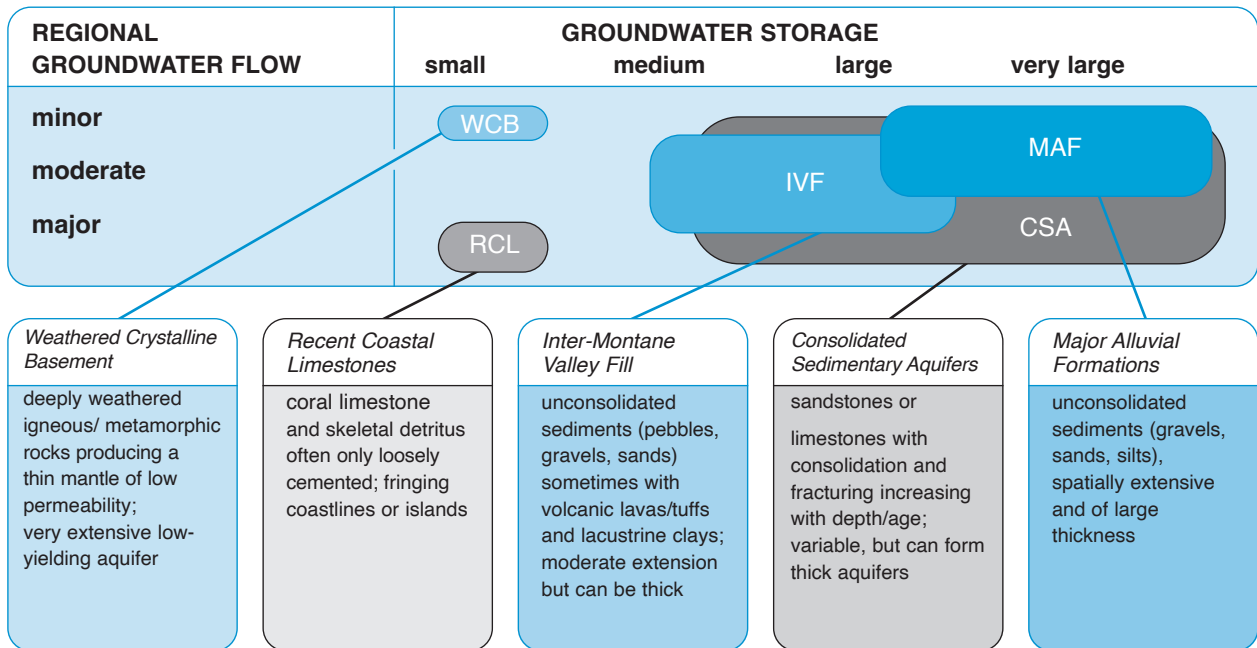 REGIONAL
GROUNDWATER FLOW
GROUNDWATER STORAGE
small medium large very large
minor
moderate
major
WCB
RCL
IVF
MAF
CSA
Weathered Crystalline
Basement
deeply weathered
igneous/ metamorphic
rocks producing a
thin mantle of low
permeability;
very extensive low-
yielding aquifer
Recent Coastal
Limestones
coral limestone
and skeletal detritus
often only loosely
cemented; fringing
coastlines or islands
Inter-Montane
Valley Fill
unconsolidated
sediments (pebbles,
gravels, sands)
sometimes with
volcanic lavas/tuffs
and lacustrine clays;
moderate extension
but can be thick
Consolidated
Sedimentary Aquifers
sandstones or
limestones with
consolidation and
fracturing increasing
with depth/age;
variable, but can form
thick aquifers
Major Alluvial
Formations
unconsolidated
sediments (gravels,
sands, silts),
spatially extensive
and of large
thickness